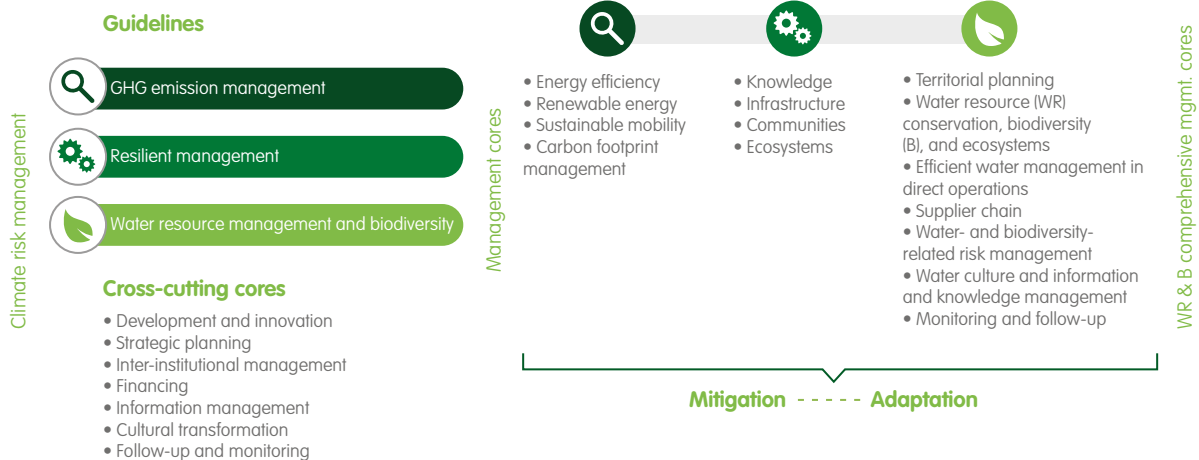 Climate risk management
Guidelines
GHG emission management
Resilient management
Water resource management and biodiversity
Cross-cutting cores
• Development and innovation
• Strategic planning
• Inter-institutional management
• Financing
• Information management
• Cultural transformation
• Follow-up and monitoring
Management cores
• Energy efficiency
• Renewable energy
• Sustainable mobility
• Carbon footprint
management
• Knowledge
• Infrastructure
• Communities
• Ecosystems
• Territorial planning
• Water resource (WR)
conservation, biodiversity
(B), and ecosystems
• Efficient water management in
direct operations
• Supplier chain
• Water- and biodiversity-
related risk management
• Water culture and information
and knowledge management
• Monitoring and follow-up
WR & B comprehensive mgmt. cores
Mitigation - - - - - Adaptation